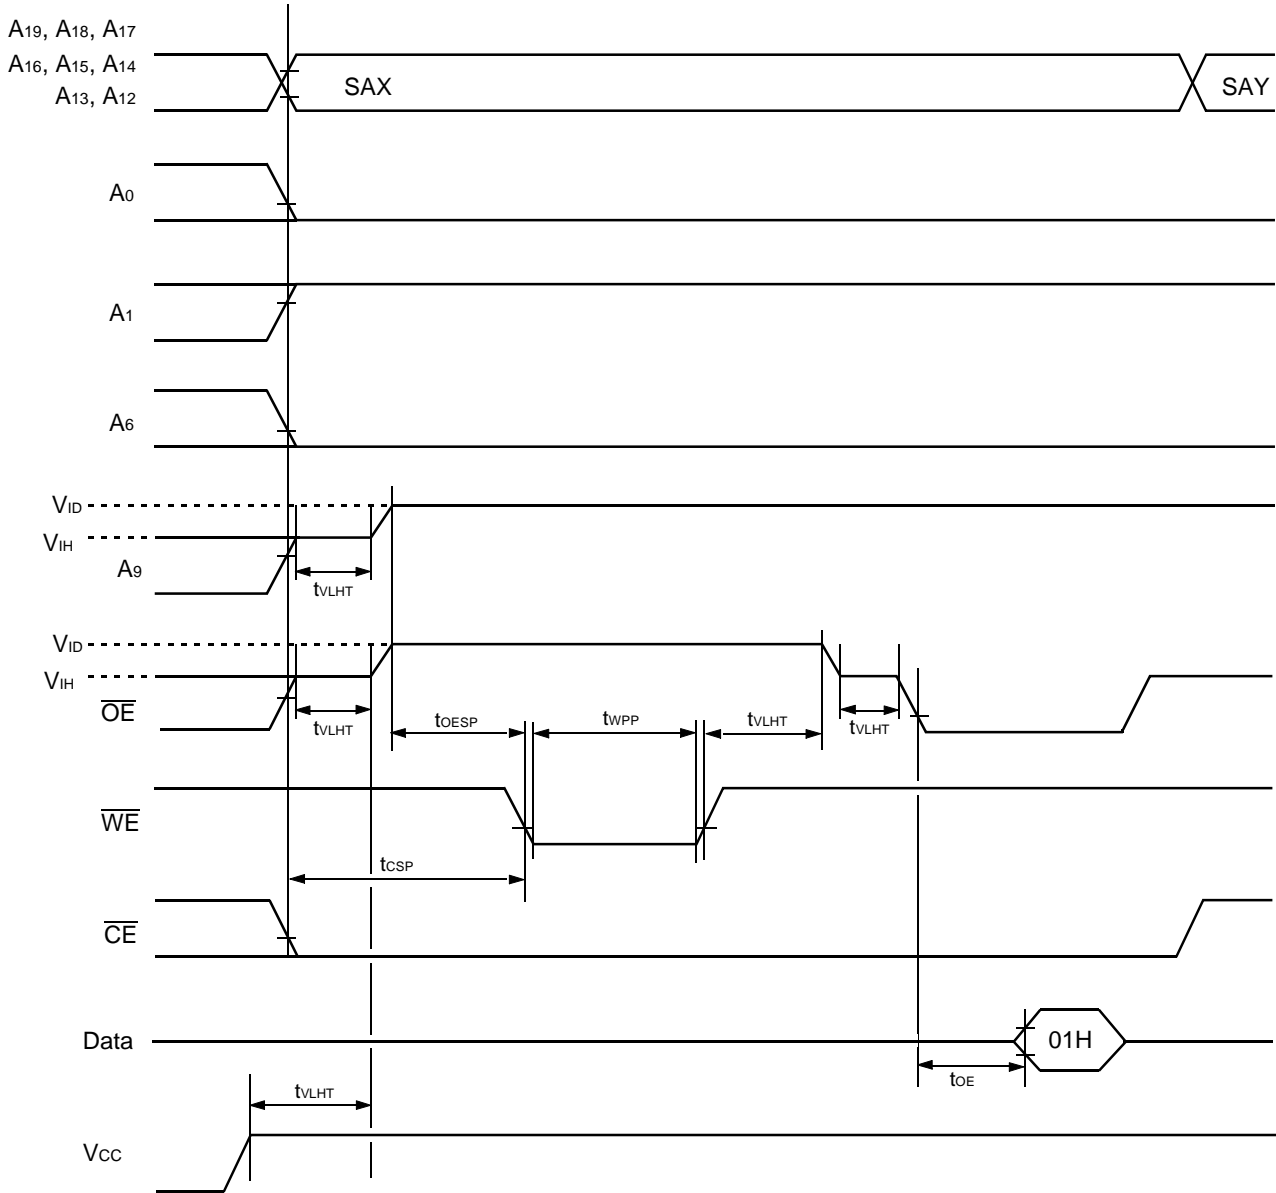 A19, A18, A17
A16, A15, A14
A13, A12
SAX
SAY
A0
A1
A6
VID
VIH
A9
tVLHT
VID
VIH
OE
tVLHT
tOESP
tWPP
tVLHT
tVLHT
WE
tCSP
CE
Data
01H
tOE
tVLHT
VCC